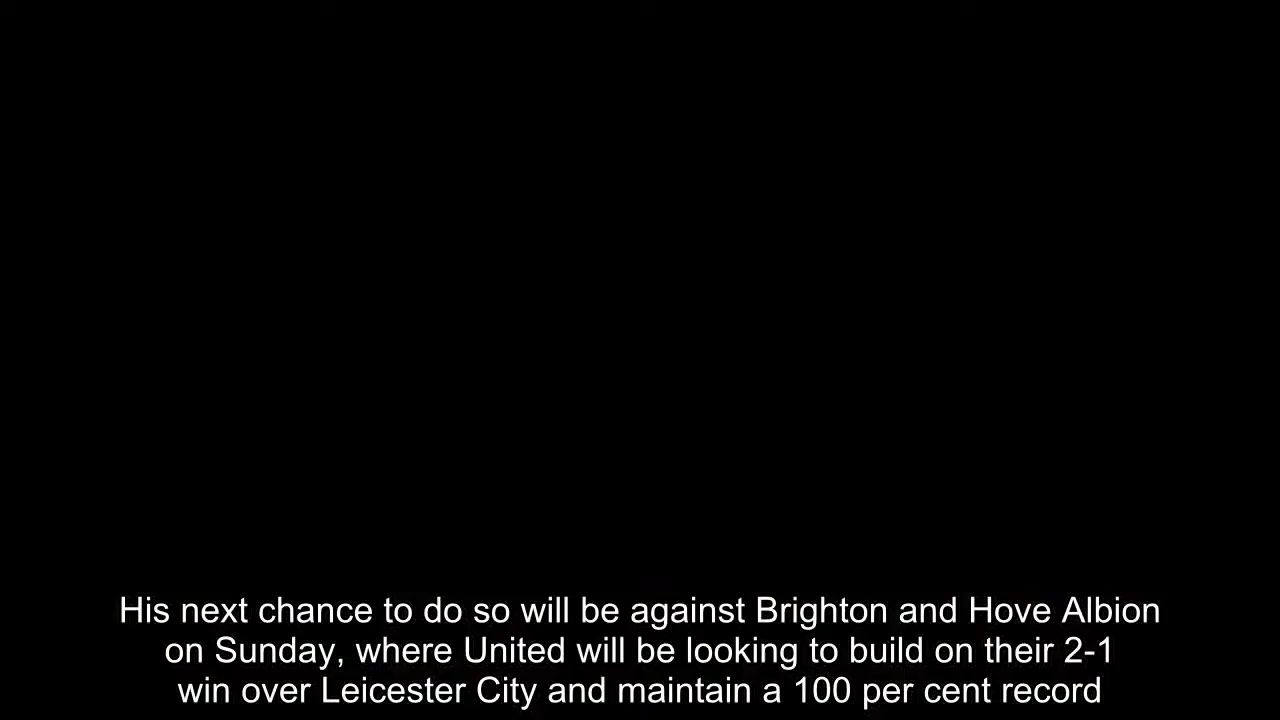 His next chance to do so will be against Brighton and Hove Albion
on Sunday, where United will be looking to build on their 2-1
win over Leicester City and maintain a 100 per cent record